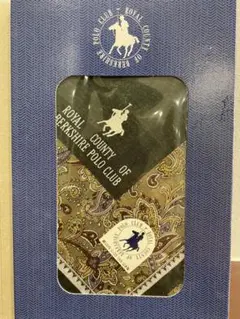 ROYAL COUNTY OF BERKSHIRE POLO CLUB
ROYAL COUNTY OF
BERKSHIRE POLO CLUB